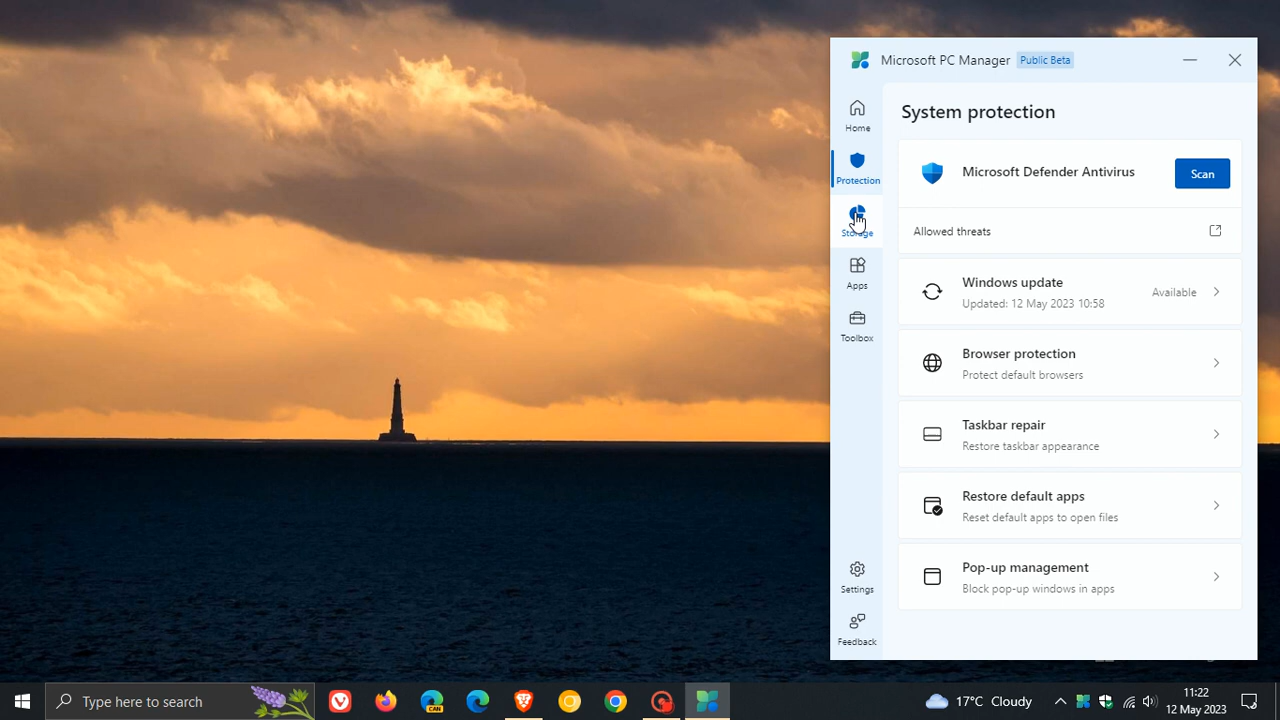 Microsoft PC Manager Public Beta
Home
Protection
Storage
Apps
Toolbox
Settings
Feedback
System protection
Microsoft Defender Antivirus
Scan
Allowed threats
Windows update
Updated: 12 May 2023 10:58
Available
Browser protection
Protect default browsers
Taskbar repair
Restore taskbar appearance
Restore default apps
Reset default apps to open files
Pop-up management
Block pop-up windows in apps
Type here to search
CAN
17°C Cloudy
11:22
12 May 2023